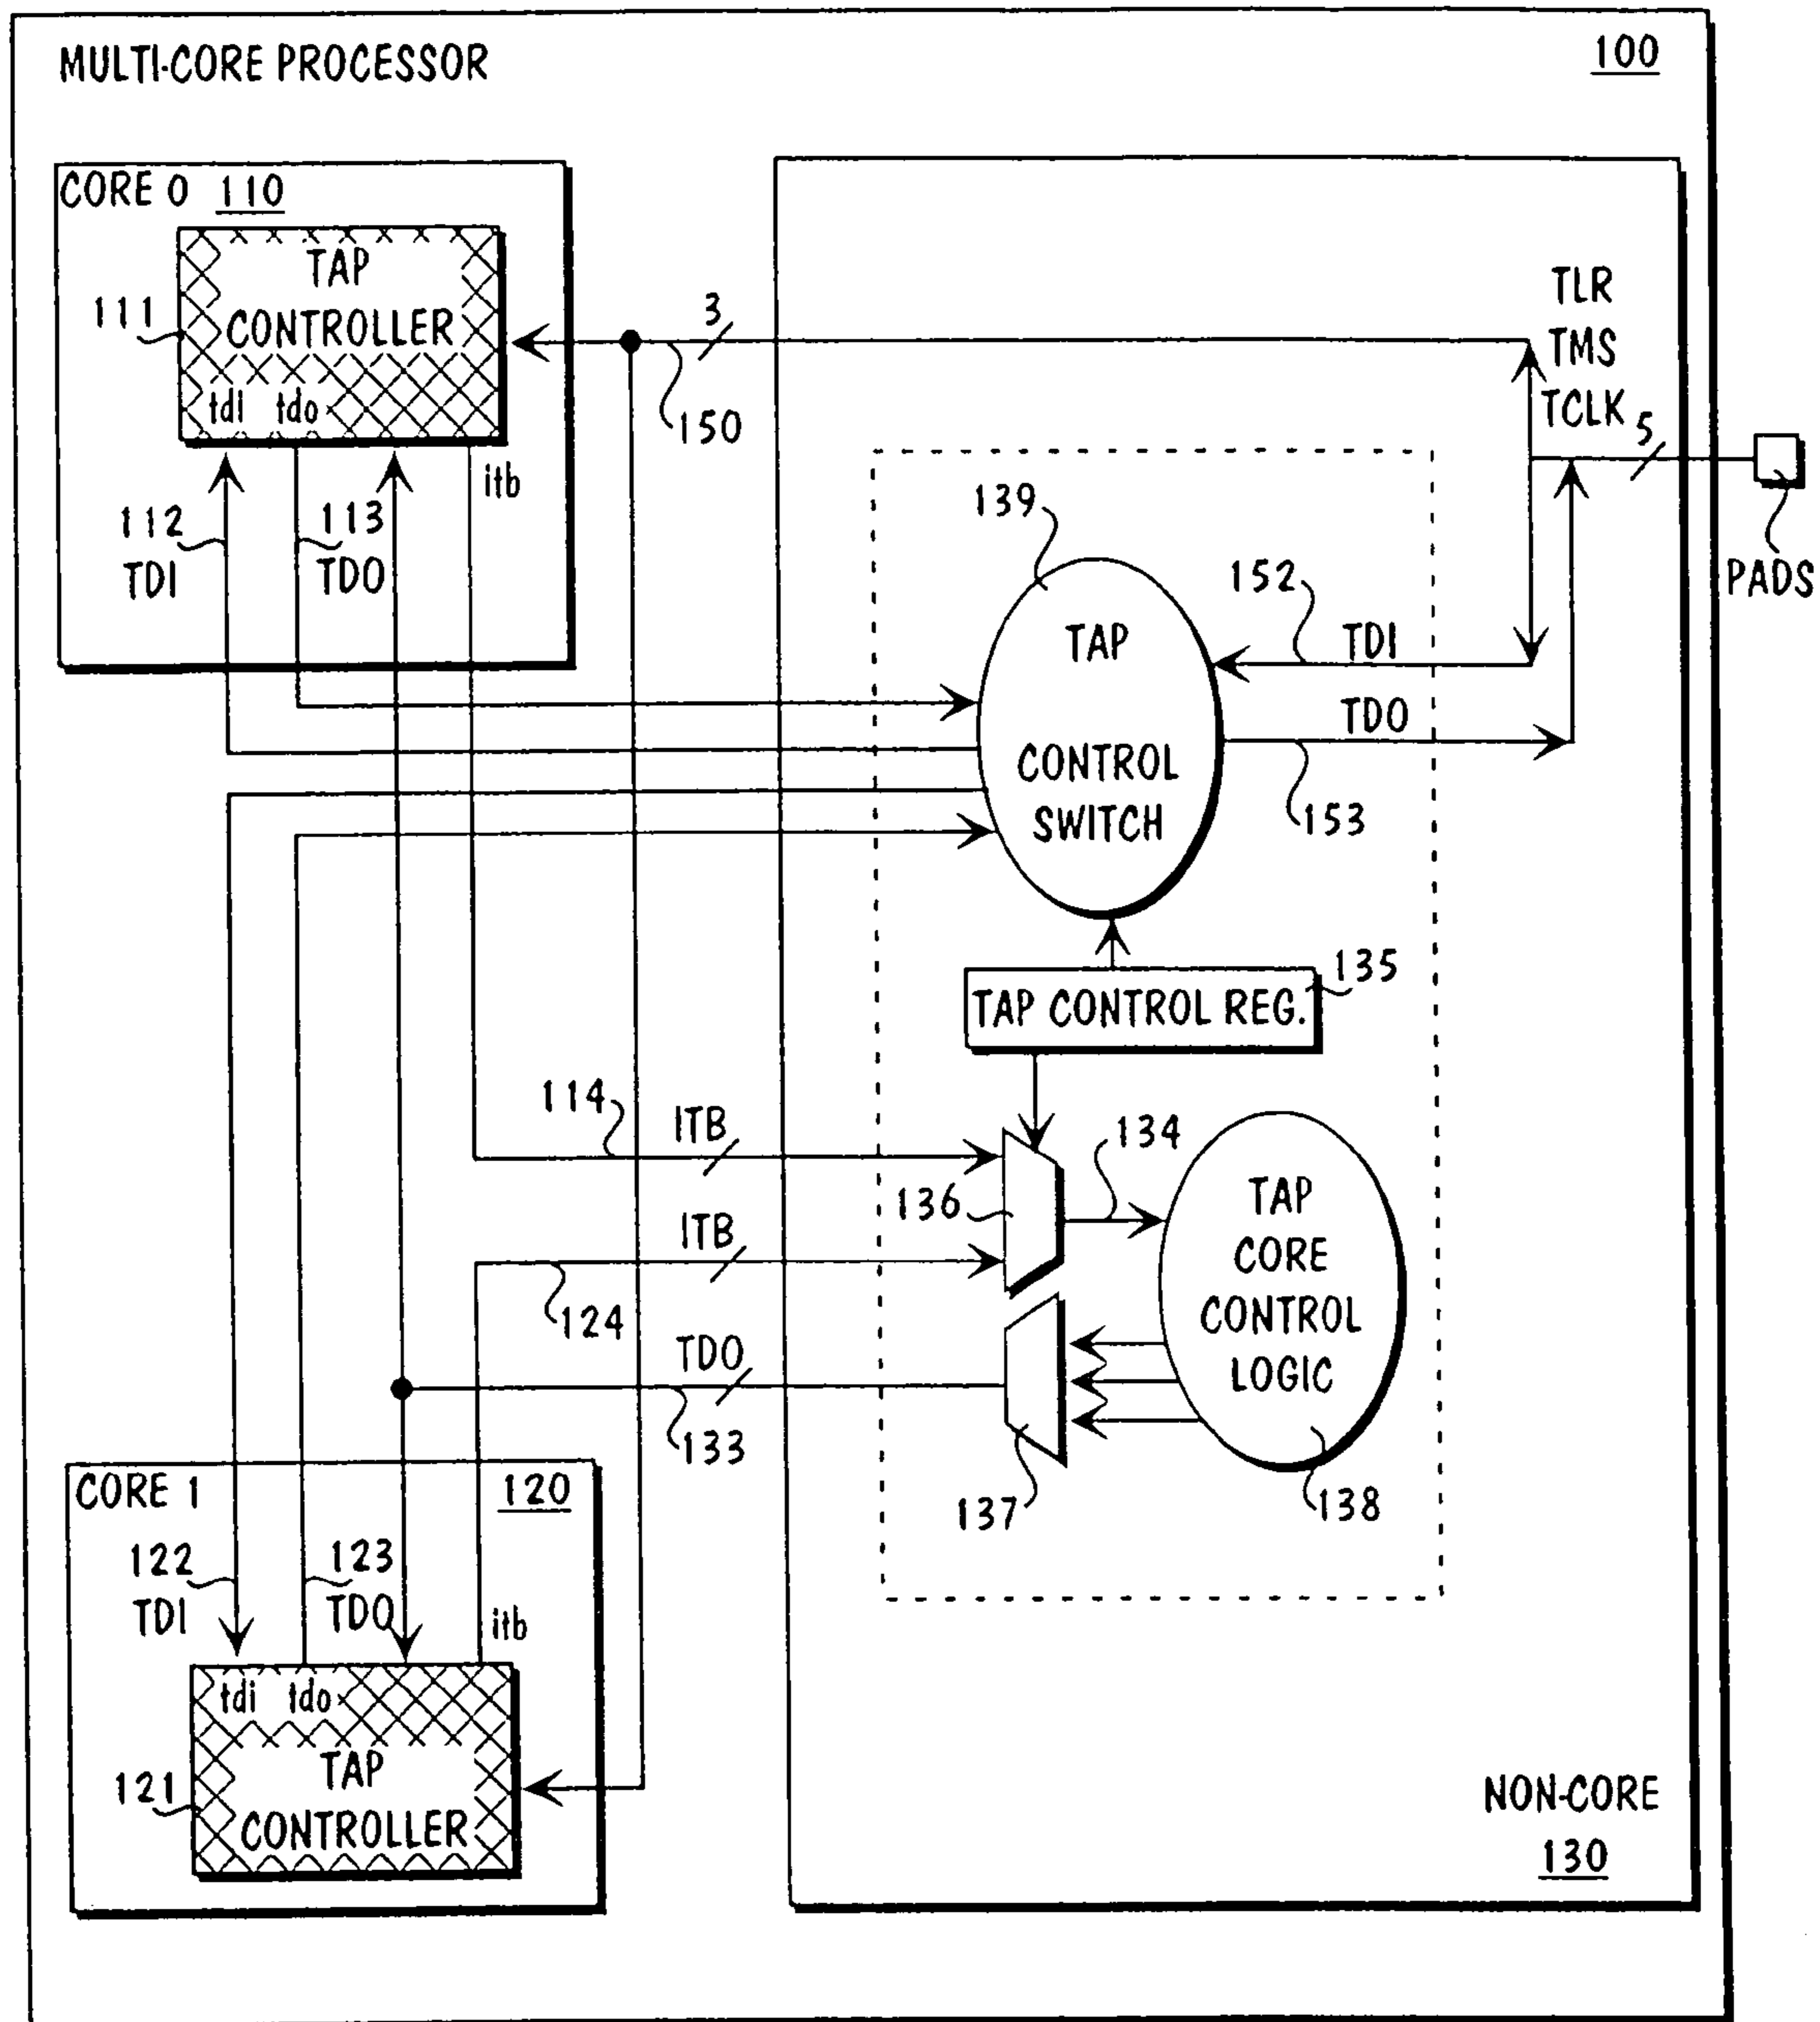 MULTI-CORE PROCESSOR
100
CORE 0 110
TAP
CONTROLLER
111
tdi tdo
itb
112
TDI
113
TDO
3
150
TLR
TMS
TCLK
5
PADS
139
TAP
CONTROL
SWITCH
152
TDI
TDO
153
135
TAP CONTROL REG.
114
ITB
136
134
TAP
CORE
CONTROL
LOGIC
ITB
124
TDO
133
137
138
CORE 1
120
122
TDI
123
TDO
itb
tdi tdo
TAP
CONTROLLER
121
NON-CORE
130